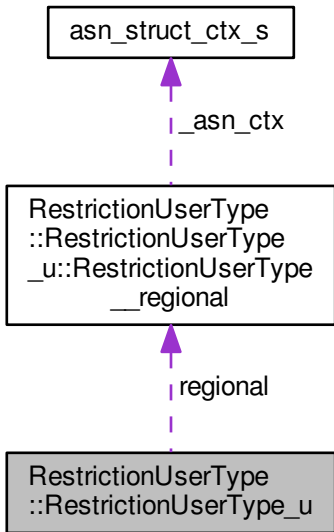 asn_struct_ctx_s
_asn_ctx
RestrictionUserType
::RestrictionUserType
_u::RestrictionUserType
__regional
regional
RestrictionUserType
::RestrictionUserType_u